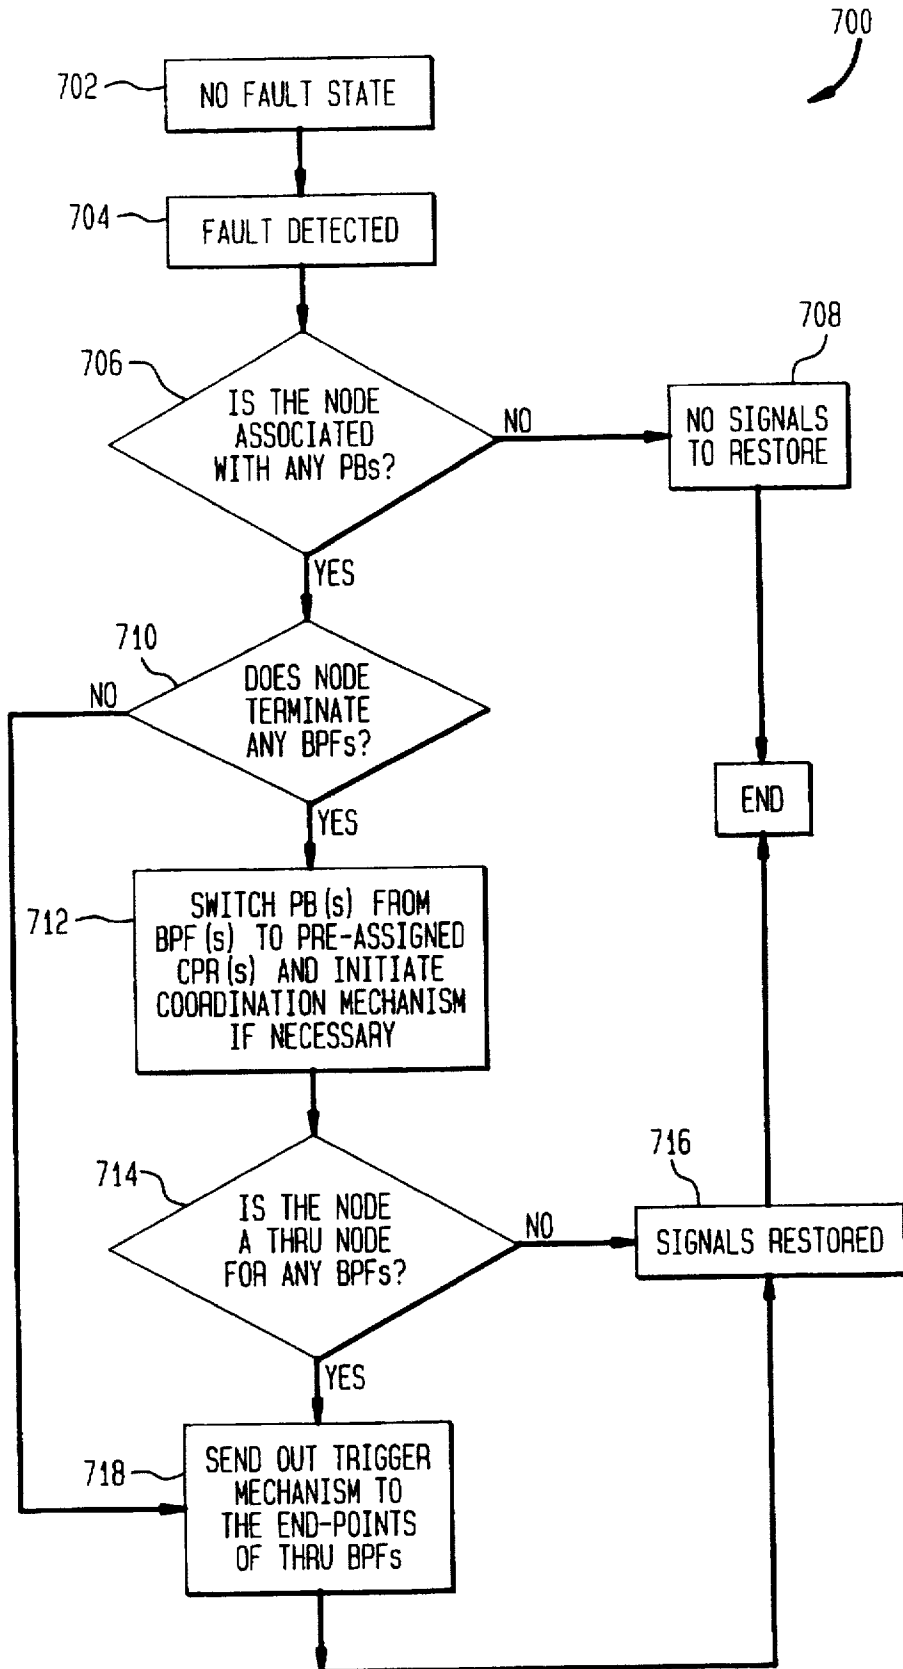 700
702
NO FAULT STATE
704
FAULT DETECTED
706
IS THE NODE
ASSOCIATED
WITH ANY PBs?
NO
708
NO SIGNALS
TO RESTORE
YES
710
NO
DOES NODE
TERMINATE
ANY BPFs?
END
YES
712
SWITCH PB(s) FROM
BPF(s) TO PRE-ASSIGNED
CPR(s) AND INITIATE
COORDINATION MECHANISM
IF NECESSARY
714
IS THE NODE
A THRU NODE
FOR ANY BPFs?
NO
716
SIGNALS RESTORED
YES
718
SEND OUT TRIGGER
MECHANISM TO
THE END-POINTS
OF THRU BPFs